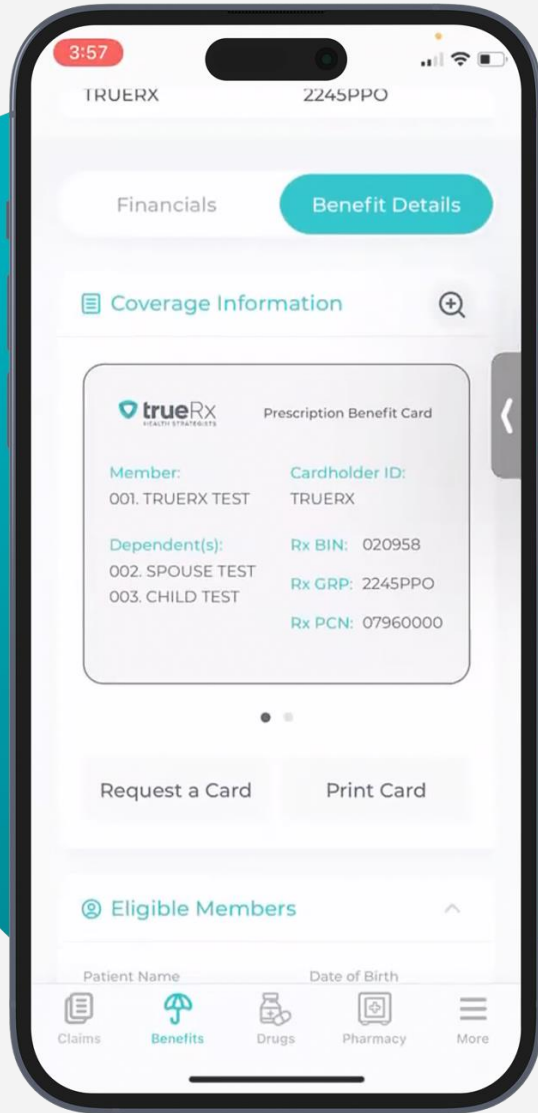 3:57
TRUERX 2245PPO
Financials Benefit Details
Coverage Information
trueRx Prescription Benefit Card
HEALTH STRATEGISTS
Member: Cardholder ID:
001. TRUERX TEST TRUERX
Dependent(s): Rx BIN: 020958
002. SPOUSE TEST Rx GRP: 2245PPO
003. CHILD TEST
Rx PCN: 07960000
Request a Card Print Card
Eligible Members
Patient Name Date of Birth
Claims Benefits Drugs Pharmacy More